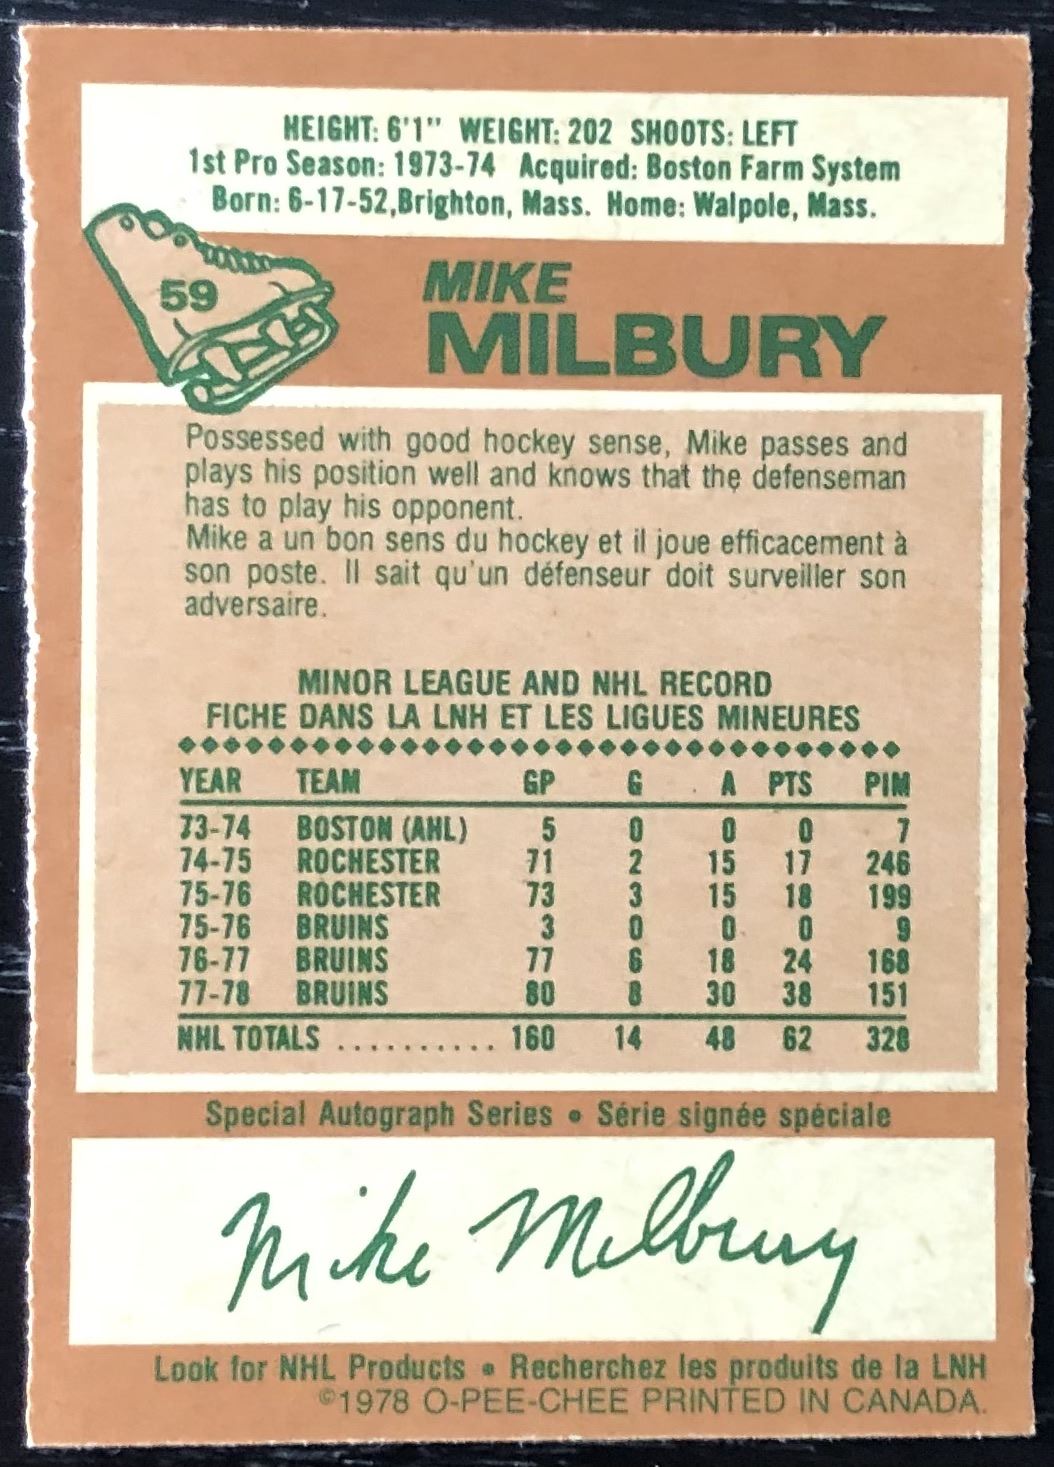 HEIGHT: 6'1" WEIGHT: 202 SHOOTS: LEFT
1st Pro Season: 1973-74 Acquired: Boston Farm System
Born: 6-17-52,Brighton, Mass. Home: Walpole, Mass.
59
MIKE
MILBURY
Possessed with good hockey sense, Mike passes and
plays his position well and knows that the defenseman
has to play his opponent.
Mike a un bon sens du hockey et il joue efficacement à
son poste. Il sait qu'un défenseur doit surveiller son
adversaire.
MINOR LEAGUE AND NHL RECORD
FICHE DANS LA LNH ET LES LIGUES MINEURES
YEAR TEAM GP G A PTS PIM
73-74 BOSTON (AHL) 5 0 0 0 7
74-75 ROCHESTER 71 2 15 17 246
75-76 ROCHESTER 73 3 15 18 199
75-76 BRUINS 3 0 0 0 9
76-77 BRUINS 77 6 18 24 168
77-78 BRUINS 80 8 30 38 151
NHL TOTALS .......... 160 14 48 62 328
Special Autograph Series • Série signée spéciale
Mike Milbury
Look for NHL Products • Recherchez les produits de la LNH
©1978 O-PEE-CHEE PRINTED IN CANADA.